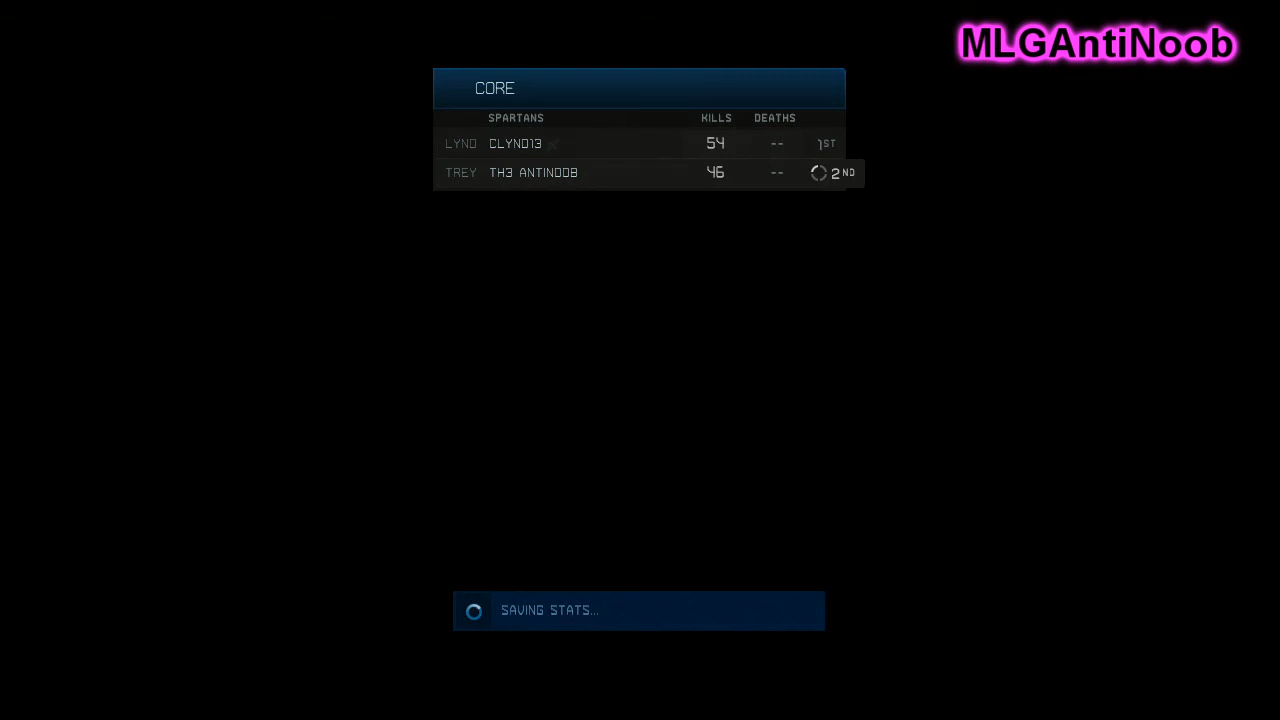 MLGAntiNoob
CORE
SPARTANS KILLS DEATHS
LYND CLYND13 54 -- 1ST
TREY TH3 ANTINOOB 46 -- 2ND
SAVING STATS...